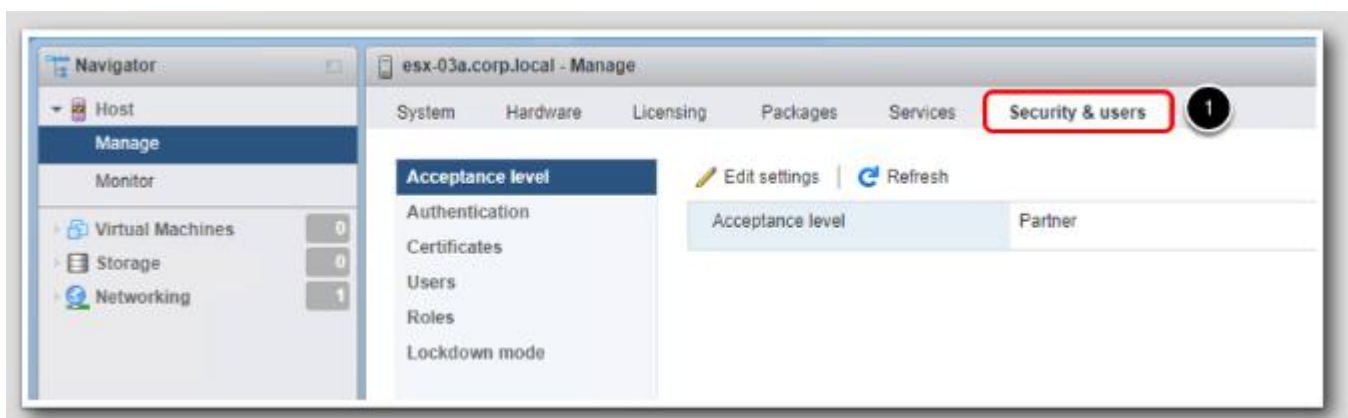 Navigator
esx-03a.corp.local - Manage
Host
Manage
Monitor
Virtual Machines 0
Storage 0
Networking 1
System Hardware Licensing Packages Services Security & users 1
Acceptance level
Authentication
Certificates
Users
Roles
Lockdown mode
Edit settings | Refresh
Acceptance level Partner